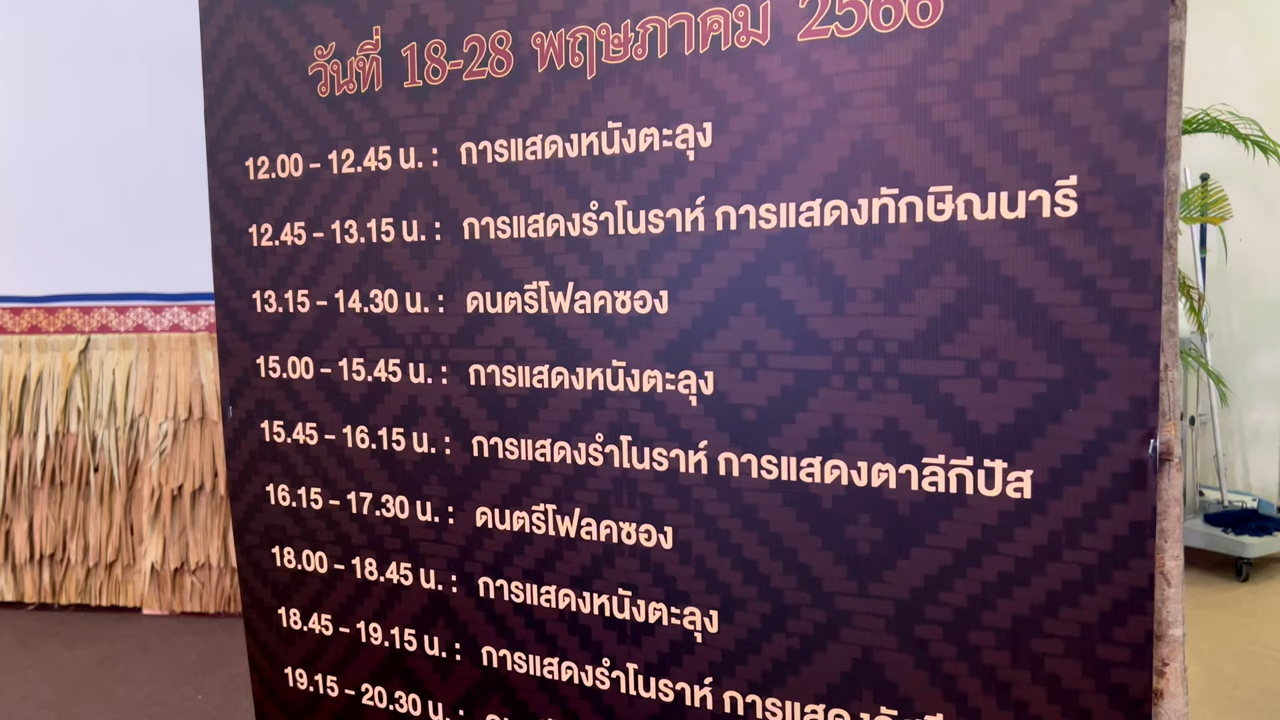 วันที่ 18-28 พฤษภาคม 2566
12.00 - 12.45 น. : การแสดงหนังตะลุง
12.45 - 13.15 น. : การแสดงรำโนราห์ การแสดงทักษิณนารี
13.15 - 14.30 น. : ดนตรีโฟลคซอง
15.00 - 15.45 น. : การแสดงหนังตะลุง
15.45 - 16.15 น. : การแสดงรำโนราห์ การแสดงตาลีกีปัส
16.15 - 17.30 น. : ดนตรีโฟลคซอง
18.00 - 18.45 น. : การแสดงหนังตะลุง
18.45 - 19.15 น. : การแสดงรำโนราห์
19.15 - 20.30 น. :